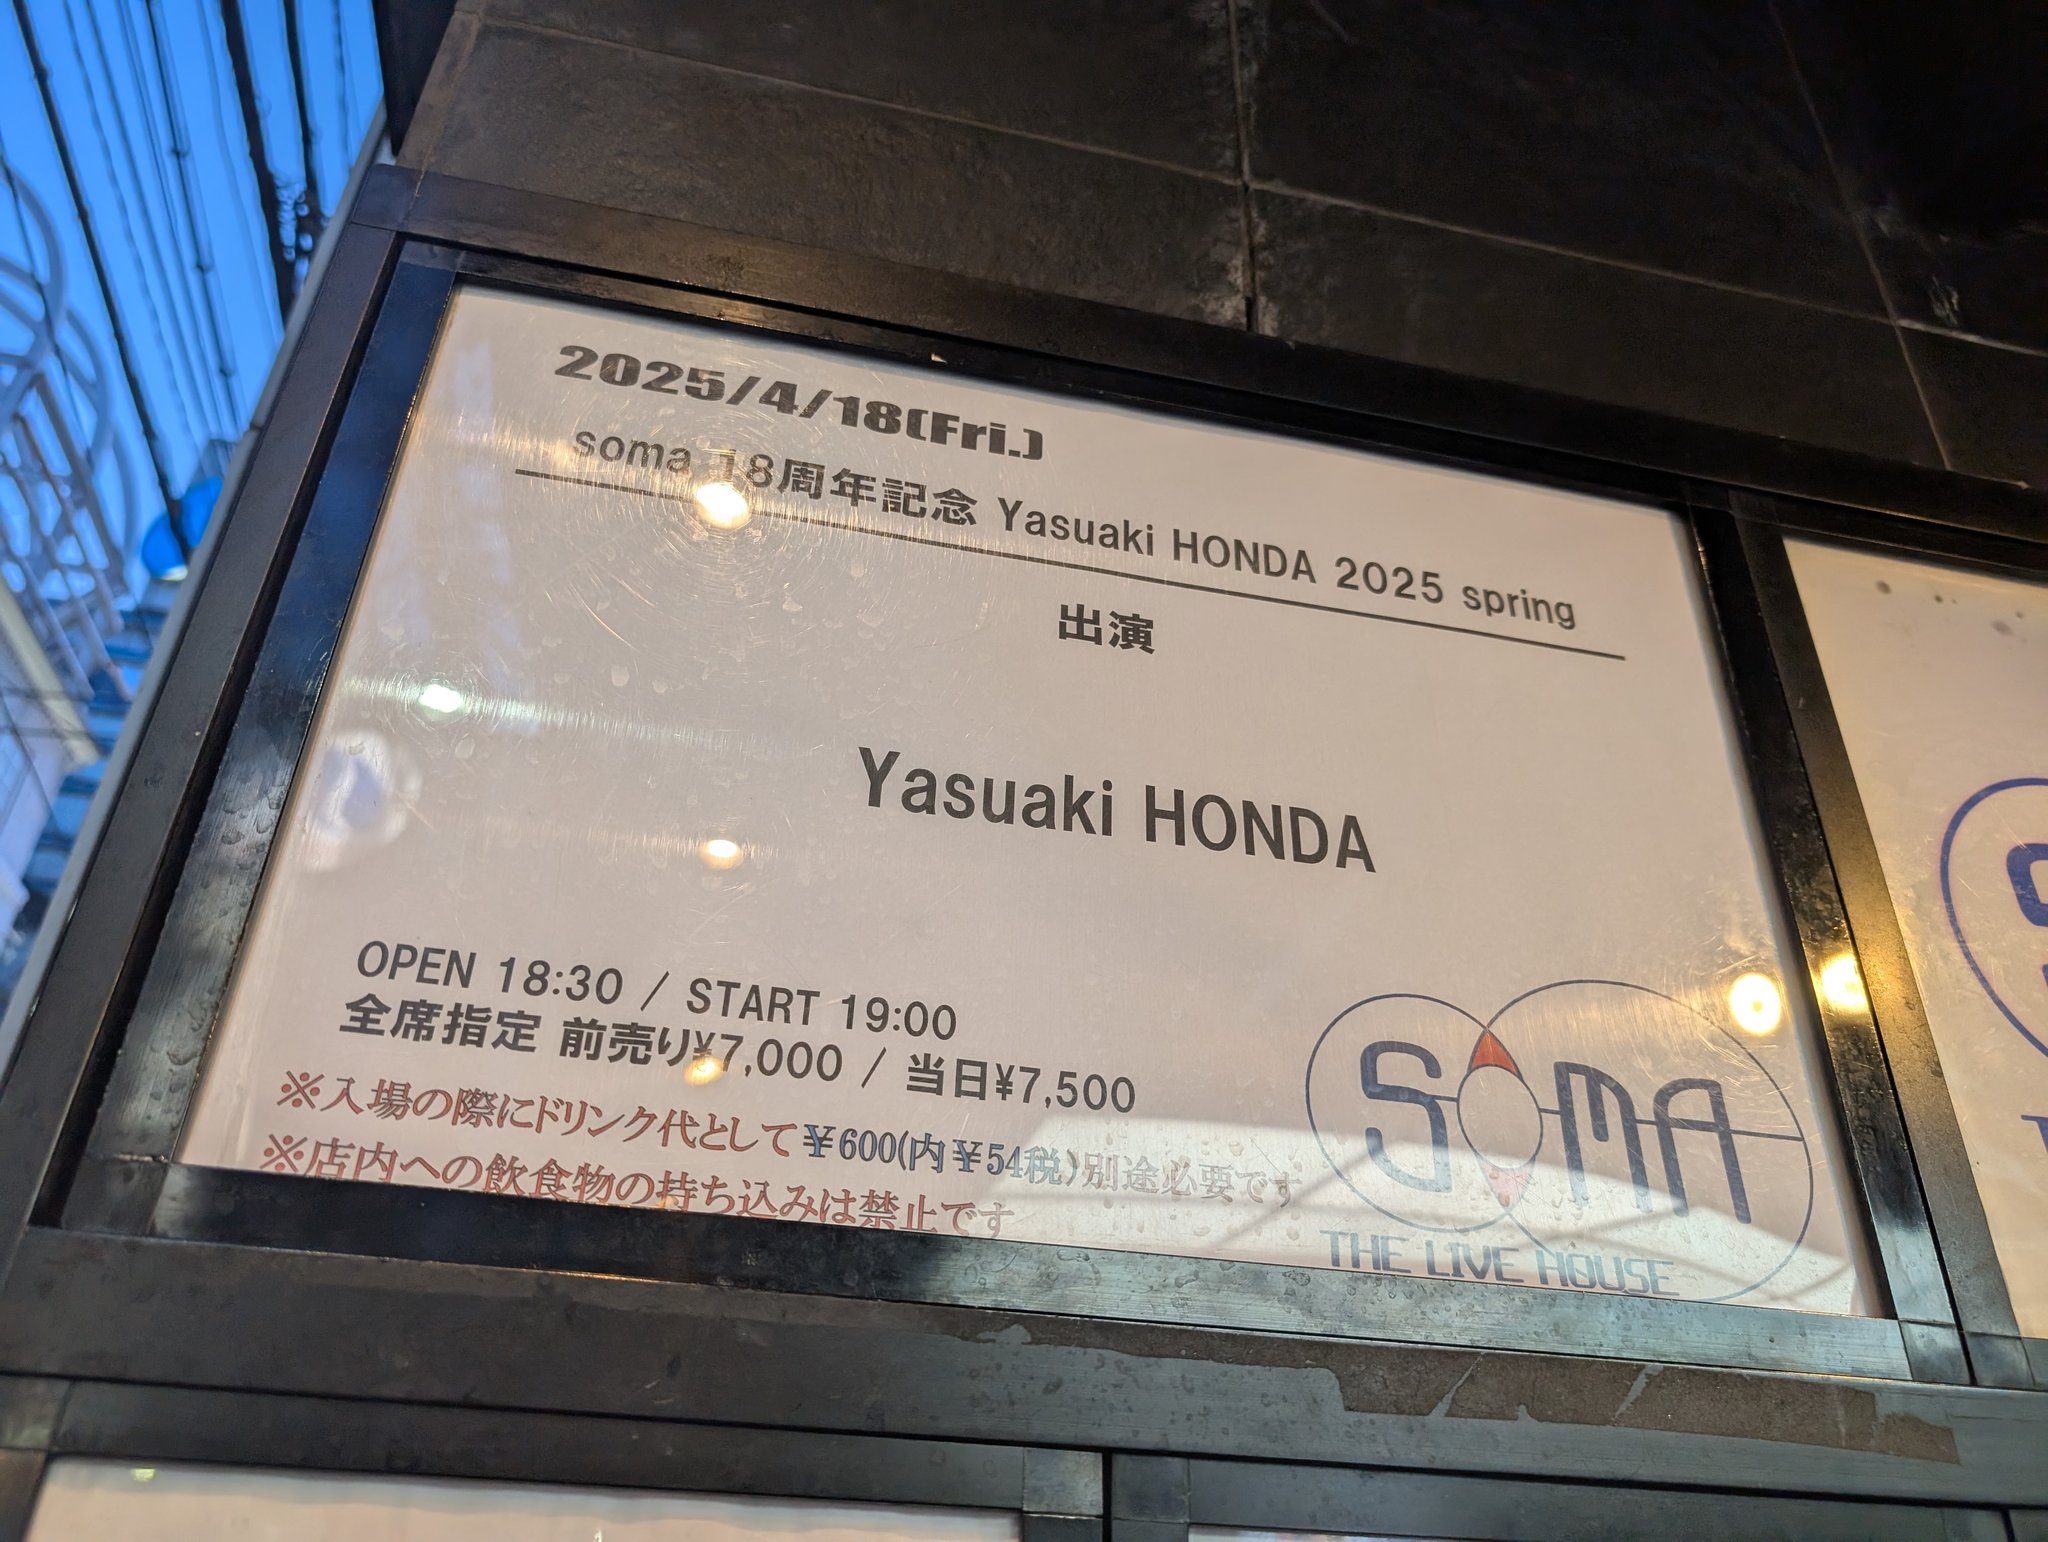 2025/4/18(Fri.)
soma 18周年記念 Yasuaki HONDA 2025 spring
出演
Yasuaki HONDA
OPEN 18:30 / START 19:00
全席指定 前売り¥7,000 / 当日¥7,500
※入場の際にドリンク代として¥600(内¥54税)別途必要です
※店内への飲食物の持ち込みは禁止です
SOMA
THE LIVE HOUSE